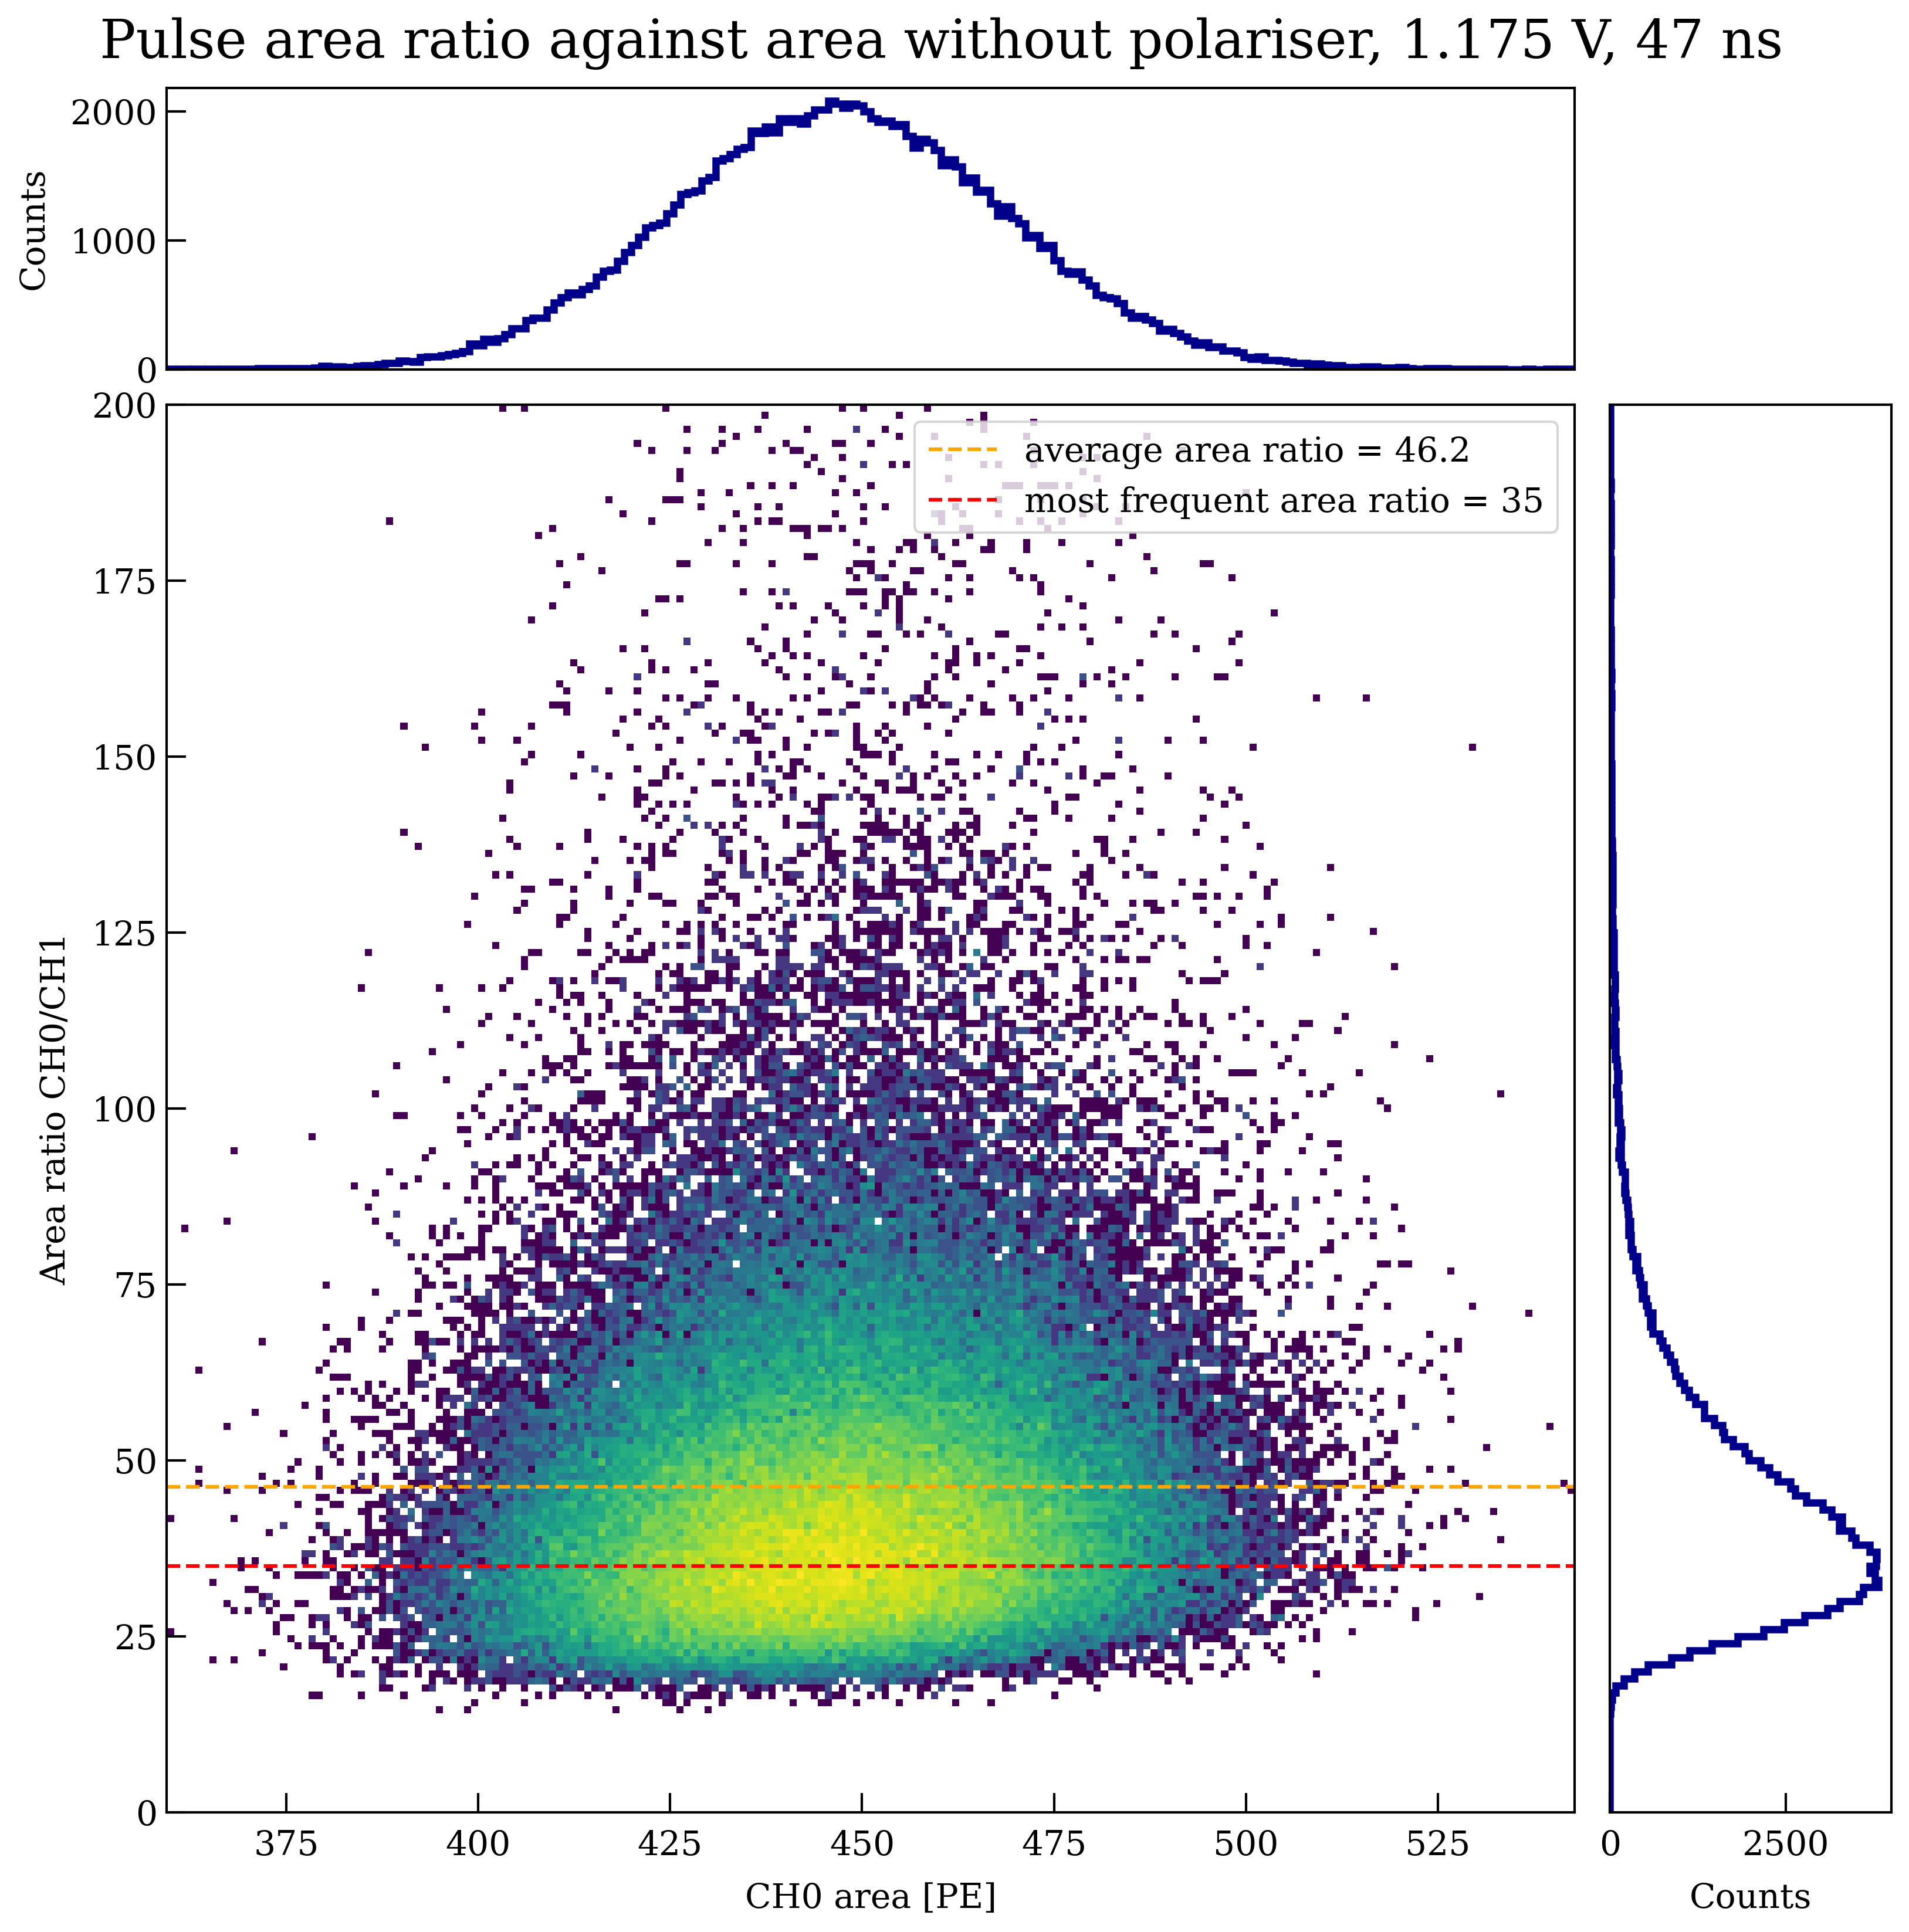 Pulse area ratio against area without polariser, 1.175 V, 47 ns
2000
1000
0
Counts
200
175
150
125
100
75
50
25
0
Area ratio CH0/CH1
average area ratio = 46.2
most frequent area ratio = 35
375 400 425 450 475 500 525
CH0 area [PE]
0 2500
Counts